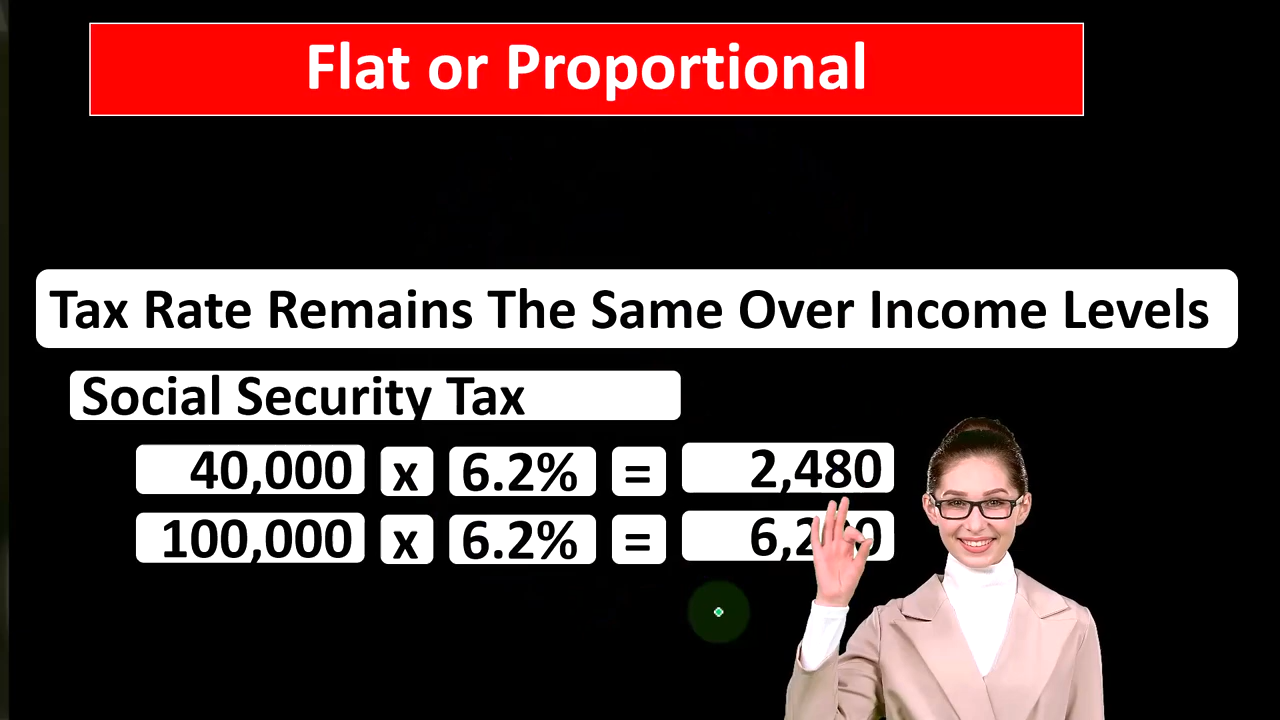 Flat or Proportional
Tax Rate Remains The Same Over Income Levels
Social Security Tax
40,000 x 6.2% = 2,480
100,000 x 6.2% =